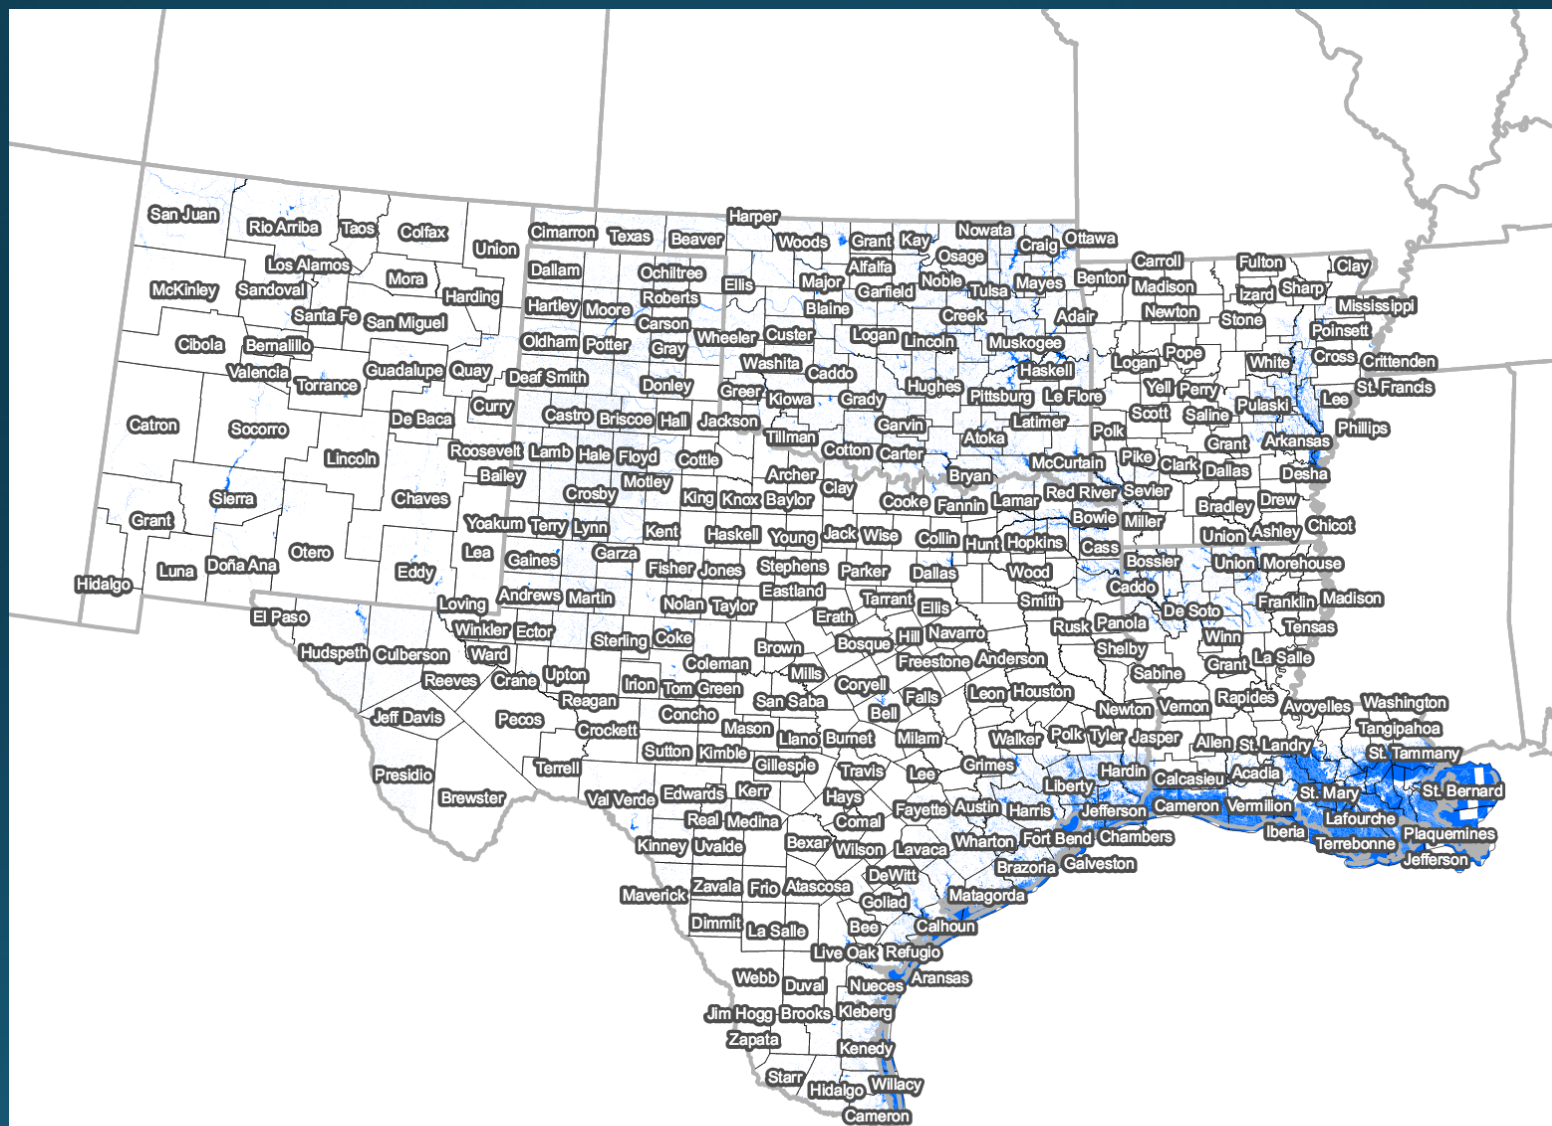 San Juan
Rio Arriba
Taos
Colfax
Union
Cimarron
Texas
Beaver
Harper
Woods
Grant
Kay
Nowata
Osage
Craig
Ottawa
Los Alamos
Mora
Harding
Dallam
Ochiltree
Ellis
Major
Alfalfa
Garfield
Noble
Tulsa
Mayes
Benton
Carroll
Madison
Fulton
Izard
Sharp
Clay
McKinley
Sandoval
Santa Fe
San Miguel
Hartley
Moore
Roberts
Carson
Blaine
Creek
Adair
Newton
Stone
Mississippi
Poinsett
Cibola
Bernalillo
Oldham
Potter
Gray
Wheeler
Custer
Logan
Lincoln
Muskogee
Logan
Pope
White
Cross
Crittenden
Valencia
Torrance
Guadalupe
Quay
Deaf Smith
Donley
Washita
Caddo
Greer
Kiowa
Grady
Hughes
Pittsburg
Haskell
Le Flore
Yell
Perry
Pulaski
Lee
St. Francis
Catron
Socorro
De Baca
Curry
Castro
Briscoe
Hall
Jackson
Garvin
Latimer
Scott
Saline
Phillips
Lincoln
Roosevelt
Lamb
Hale
Floyd
Cottle
Tillman
Cotton
Carter
Atoka
McCurtain
Polk
Pike
Clark
Grant
Dallas
Arkansas
Desha
Sierra
Chaves
Bailey
Crosby
Motley
King
Knox
Baylor
Archer
Clay
Cooke
Bryan
Fannin
Lamar
Red River
Sevier
Bradley
Drew
Grant
Otero
Lea
Yoakum
Terry
Lynn
Kent
Haskell
Young
Jack
Wise
Collin
Hunt
Hopkins
Bowie
Cass
Miller
Union
Ashley
Chicot
Hidalgo
Luna
Doña Ana
Eddy
Gaines
Garza
Fisher
Jones
Stephens
Parker
Dallas
Wood
Bossier
Union
Morehouse
El Paso
Loving
Andrews
Martin
Nolan
Taylor
Eastland
Erath
Tarrant
Ellis
Smith
Caddo
De Soto
Franklin
Madison
Hudspeth
Culberson
Winkler
Ector
Ward
Sterling
Coke
Coleman
Brown
Bosque
Hill
Navarro
Rusk
Panola
Shelby
Winn
Tensas
Reeves
Crane
Upton
Irion
Tom Green
Mills
Coryell
Freestone
Anderson
Sabine
Grant
La Salle
Jeff Davis
Pecos
Reagan
Crockett
Concho
San Saba
Bell
Falls
Leon
Houston
Newton
Vernon
Rapides
Avoyelles
Washington
Presidio
Brewster
Terrell
Sutton
Kimble
Mason
Llano
Burnet
Milam
Walker
Polk
Tyler
Jasper
Allen
St. Landry
Tangipahoa
St. Tammany
Val Verde
Edwards
Kerr
Gillespie
Travis
Lee
Grimes
Liberty
Hardin
Calcasieu
Acadia
St. Mary
St. Bernard
Real
Medina
Hays
Comal
Fayette
Austin
Harris
Jefferson
Cameron
Vermilion
Lafourche
Kinney
Uvalde
Bexar
Wilson
Lavaca
Wharton
Fort Bend
Chambers
Iberia
Terrebonne
Plaquemines
Jefferson
Maverick
Zavala
Frio
Atascosa
DeWitt
Brazoria
Galveston
Dimmit
La Salle
Goliad
Bee
Matagorda
Calhoun
Live Oak
Refugio
Webb
Duval
Nueces
Aransas
Jim Hogg
Brooks
Kleberg
Zapata
Kenedy
Starr
Hidalgo
Willacy
Cameron